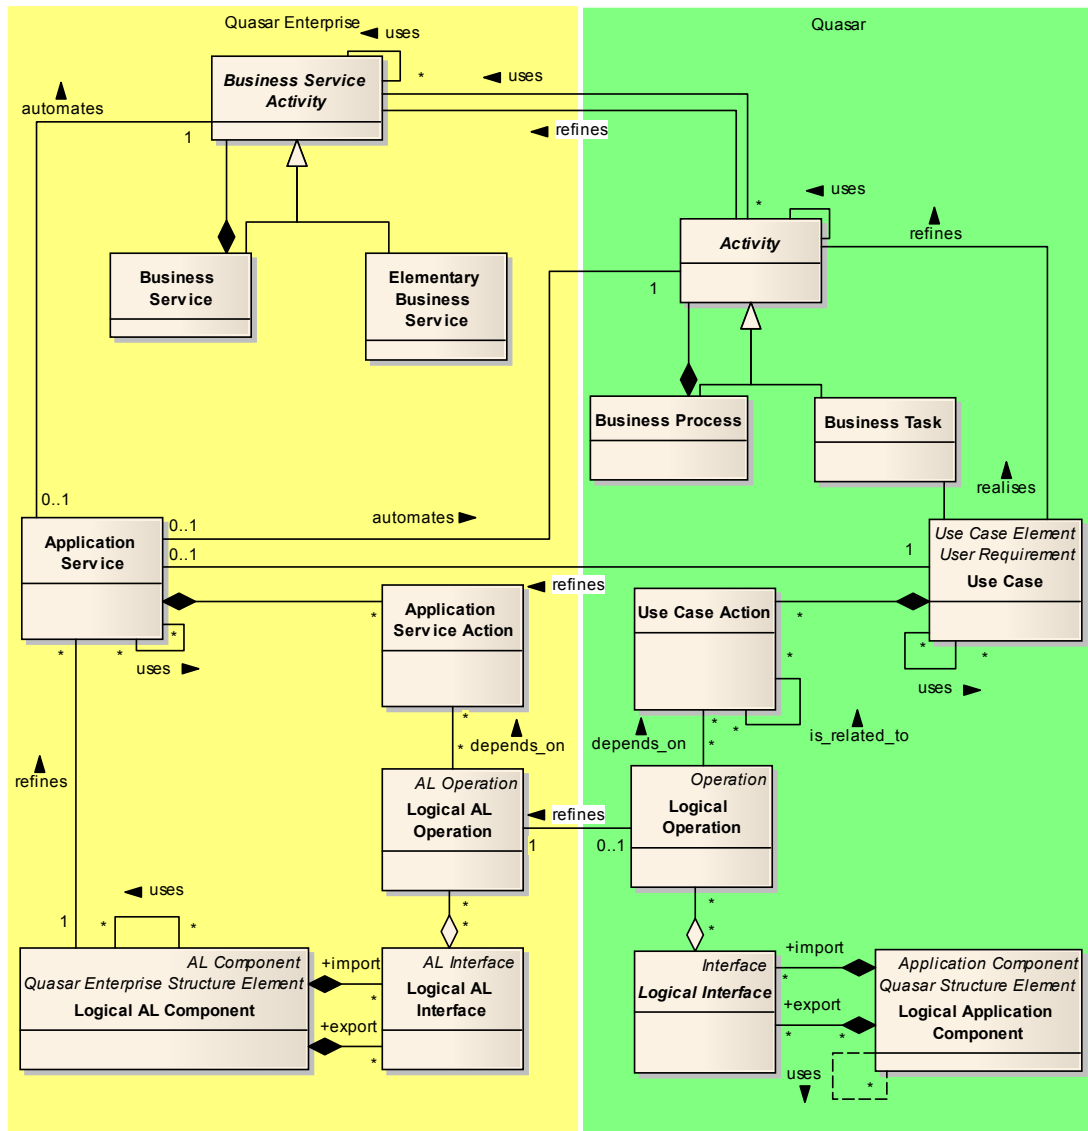 Quasar Enterprise
Quasar
uses
*
uses
Business Service
Activity
automates
1
refines
*
uses
refines
Activity
Business
Service
Elementary
Business
Service
1
Business Process
Business Task
realises
0..1
automates
0..1
0..1
1
Application
Service
Use Case Element
User Requirement
Use Case
refines
*
Application
Service Action
Use Case Action
*
*
*
*
uses
*
*
uses
*
*
*
is_related_to
*
*
depends_on
*
*
depends_on
refines
AL Operation
Logical AL
Operation
refines
1
0..1
Operation
Logical
Operation
uses
*
*
1
*
*
*
*
AL Component
Quasar Enterprise Structure Element
Logical AL Component
+import
*
+export
*
AL Interface
Logical AL
Interface
Interface
Logical Interface
+import
*
+export
*
*
Application Component
Quasar Structure Element
Logical Application
Component
uses
*